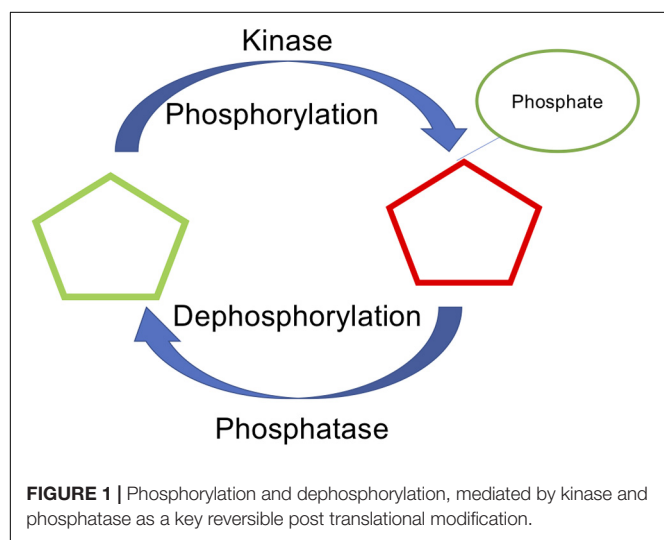 Kinase
Phosphorylation
Phosphate
Dephosphorylation
Phosphatase
FIGURE 1 | Phosphorylation and dephosphorylation, mediated by kinase and
phosphatase as a key reversible post translational modification.